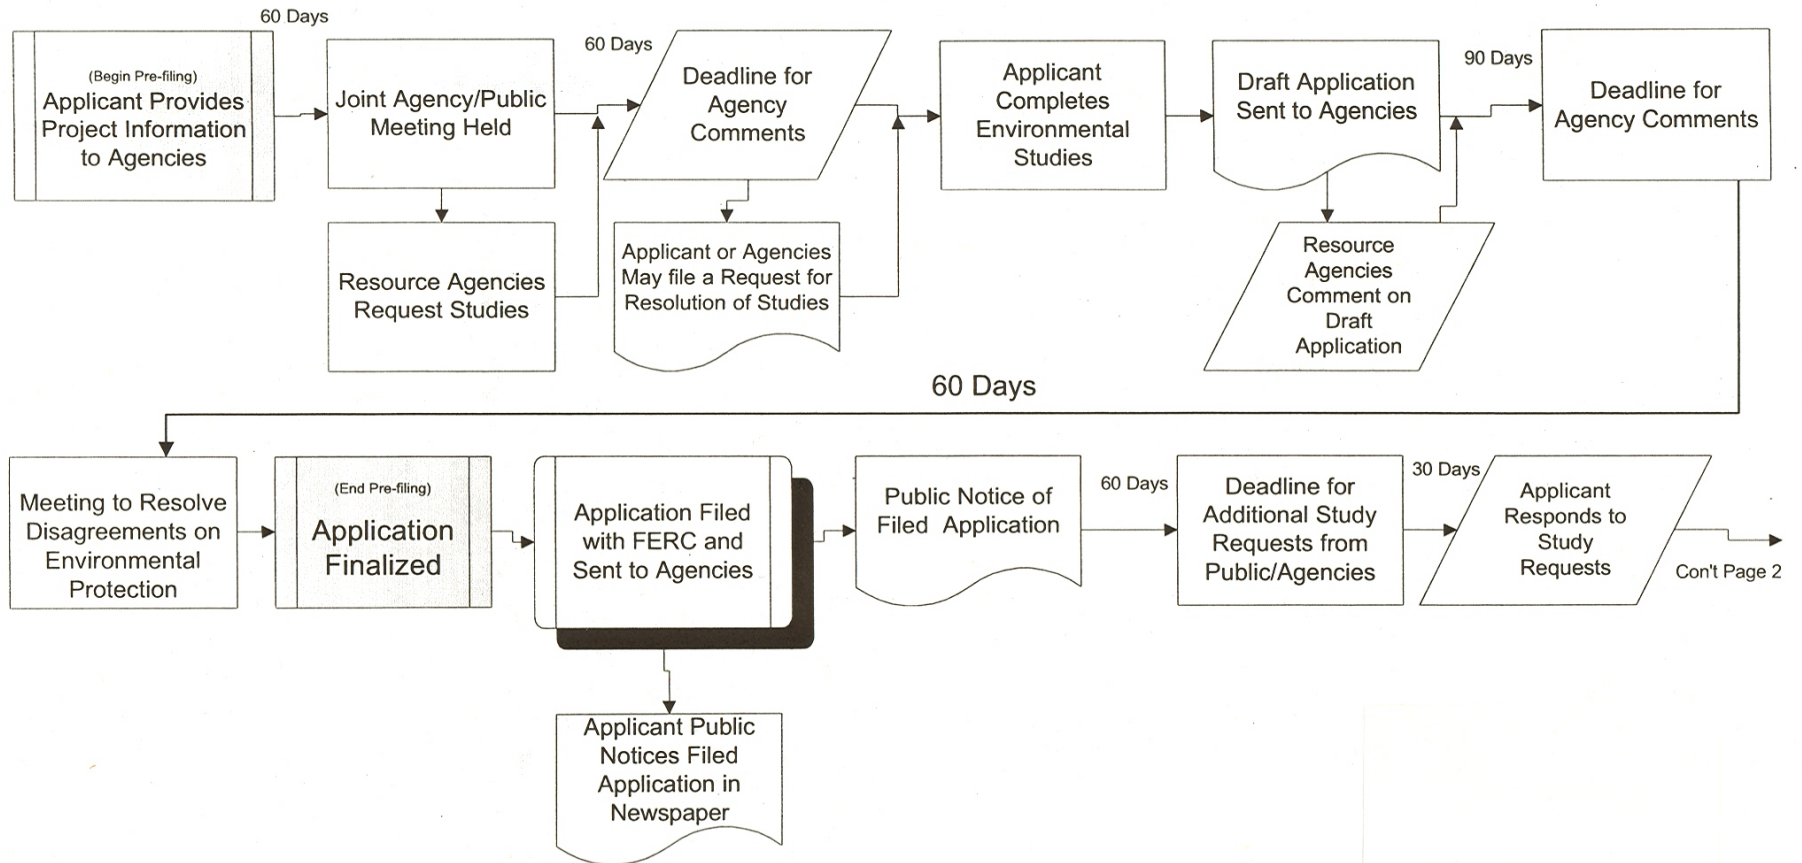 60 Days
(Begin Pre-filing)
Applicant Provides
Project Information
to Agencies
Joint Agency/Public
Meeting Held
Resource Agencies
Request Studies
60 Days
Deadline for
Agency
Comments
Applicant or Agencies
May file a Request for
Resolution of Studies
Applicant
Completes
Environmental
Studies
Draft Application
Sent to Agencies
Resource
Agencies
Comment on
Draft
Application
90 Days
Deadline for
Agency Comments
60 Days
Meeting to Resolve
Disagreements on
Environmental
Protection
(End Pre-filing)
Application
Finalized
Application Filed
with FERC and
Sent to Agencies
Applicant Public
Notices Filed
Application in
Newspaper
Public Notice of
Filed Application
60 Days
Deadline for
Additional Study
Requests from
Public/Agencies
30 Days
Applicant
Responds to
Study
Requests
Con't Page 2